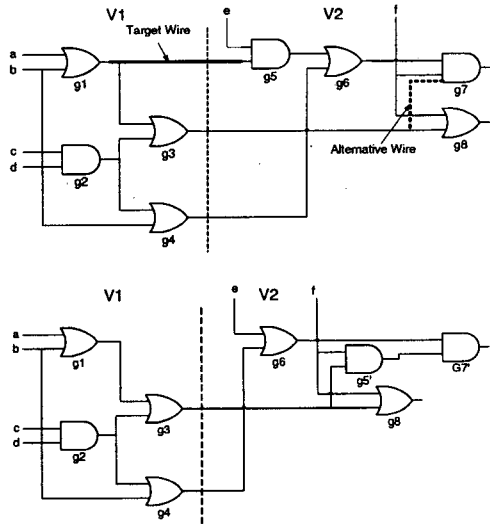 V1
e
V2
f
Target Wire
a
b
g1
g5
g6
g7
c
d
g2
g3
Alternative Wire
g8
g4
V1
e
V2
f
a
b
g1
g6
g5'
G7'
c
d
g2
g3
g8
g4